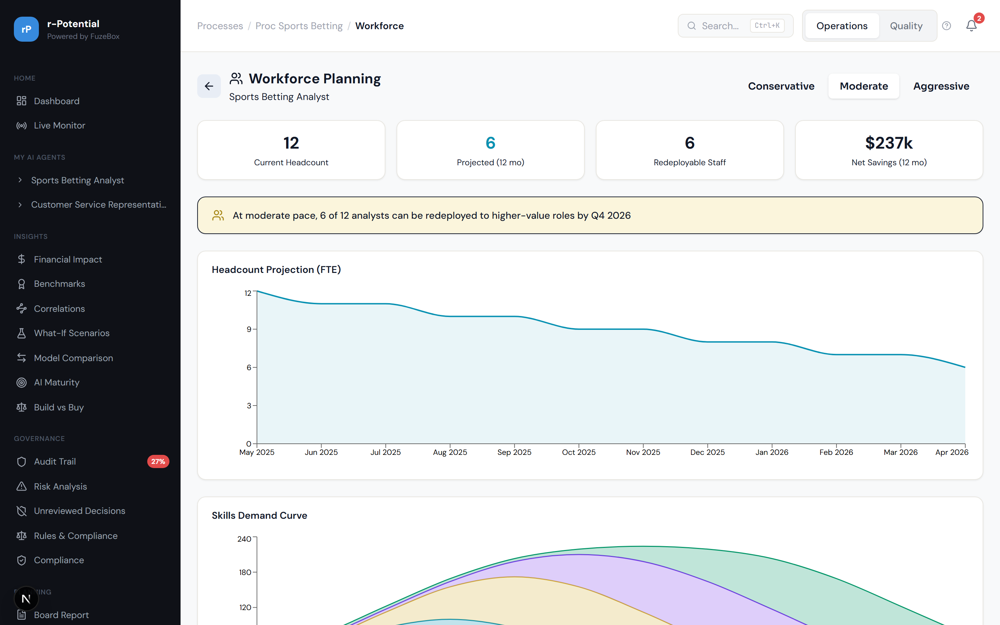 rP
r-Potential
Powered by FuzeBox
HOME
Dashboard
Live Monitor
MY AI AGENTS
Sports Betting Analyst
Customer Service Representati...
INSIGHTS
Financial Impact
Benchmarks
Correlations
What-If Scenarios
Model Comparison
AI Maturity
Build vs Buy
GOVERNANCE
Audit Trail 27%
Risk Analysis
Unreviewed Decisions
Rules & Compliance
Compliance
PLANNING
N
Board Report
Processes / Proc Sports Betting / Workforce
Search... Ctrl+K
Operations Quality
2
Workforce Planning
Sports Betting Analyst
Conservative Moderate Aggressive
12
Current Headcount
6
Projected (12 mo)
6
Redeployable Staff
$237k
Net Savings (12 mo)
At moderate pace, 6 of 12 analysts can be redeployed to higher-value roles by Q4 2026
Headcount Projection (FTE)
12
9
6
3
0
May 2025 Jun 2025 Jul 2025 Aug 2025 Sep 2025 Oct 2025 Nov 2025 Dec 2025 Jan 2026 Feb 2026 Mar 2026 Apr 2026
Skills Demand Curve
240
180
120